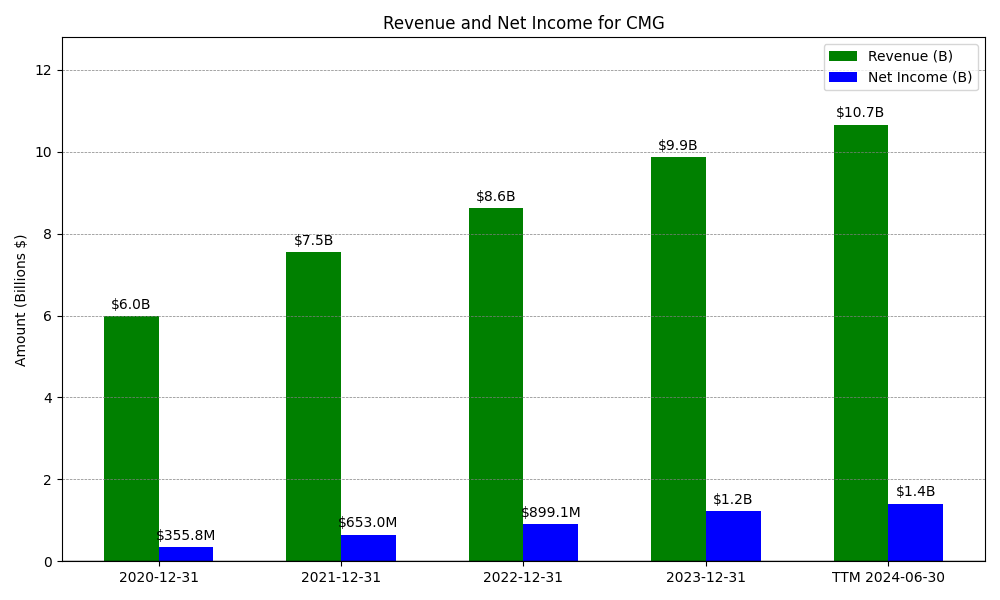 Revenue and Net Income for CMG
Revenue (B)
Net Income (B)
Amount (Billions $)
12
10
8
6
4
2
0
$6.0B
$355.8M
$7.5B
$653.0M
$8.6B
$899.1M
$9.9B
$1.2B
$10.7B
$1.4B
2020-12-31
2021-12-31
2022-12-31
2023-12-31
TTM 2024-06-30